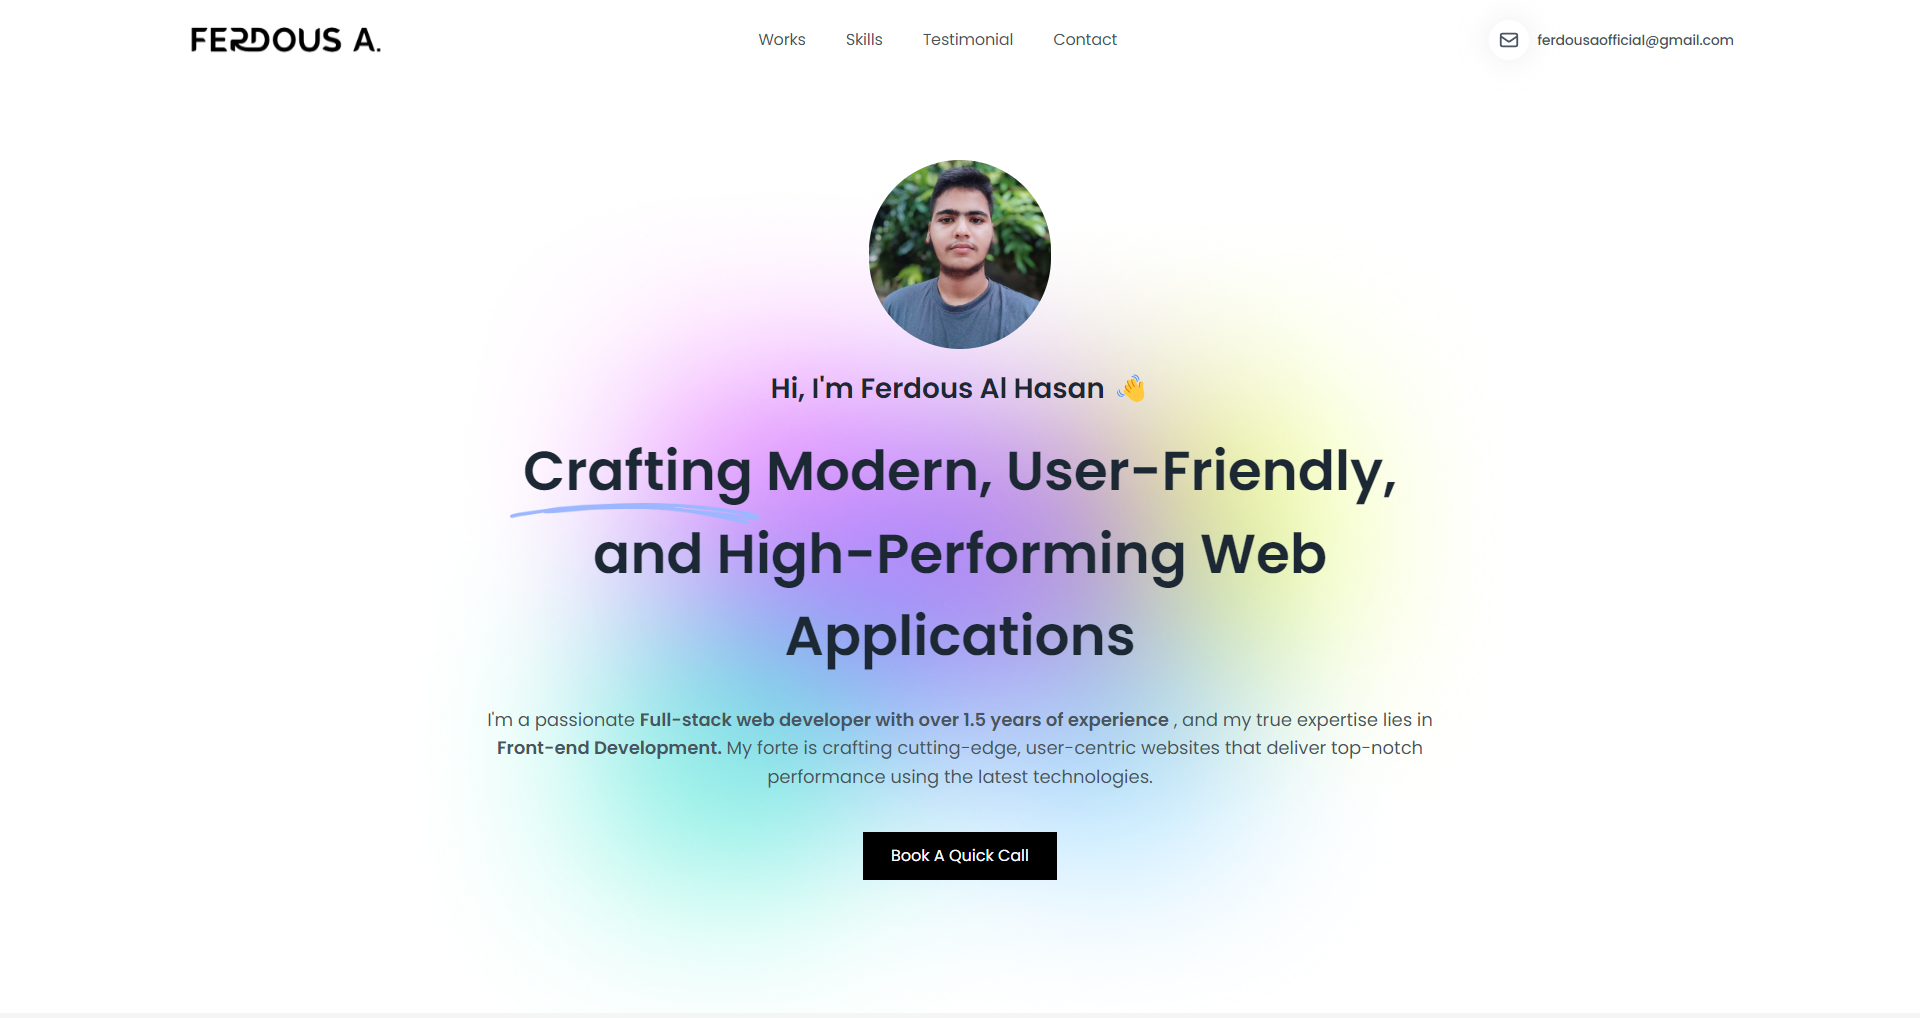 FERDOUS A.
Works Skills Testimonial Contact
ferdousaofficial@gmail.com
Hi, I'm Ferdous Al Hasan 👋
Crafting Modern, User-Friendly,
and High-Performing Web
Applications
I'm a passionate Full-stack web developer with over 1.5 years of experience , and my true expertise lies in
Front-end Development. My forte is crafting cutting-edge, user-centric websites that deliver top-notch
performance using the latest technologies.
Book A Quick Call